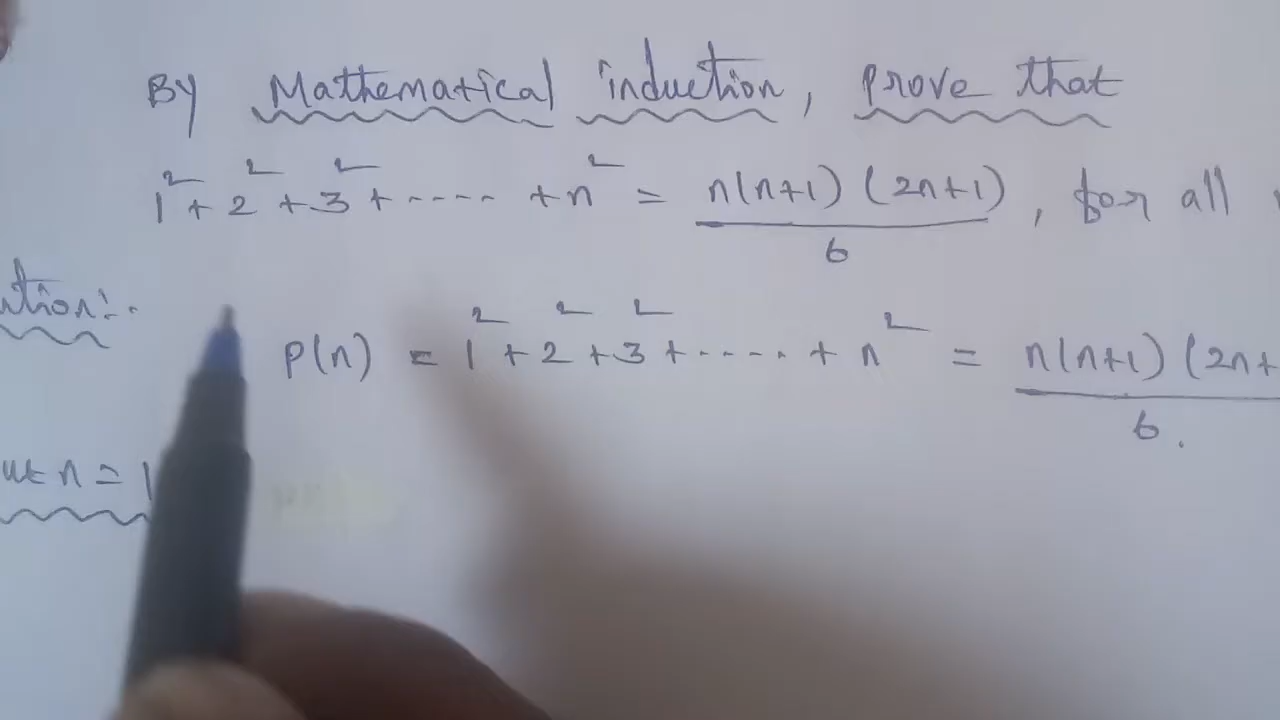 By Mathematical induction, prove that
1² + 2² + 3² + ..... + n² = n(n+1) (2n+1) / 6, for all
P(n) = 1² + 2² + 3² + ..... + n² = n(n+1) (2n+ / 6.
n = 1